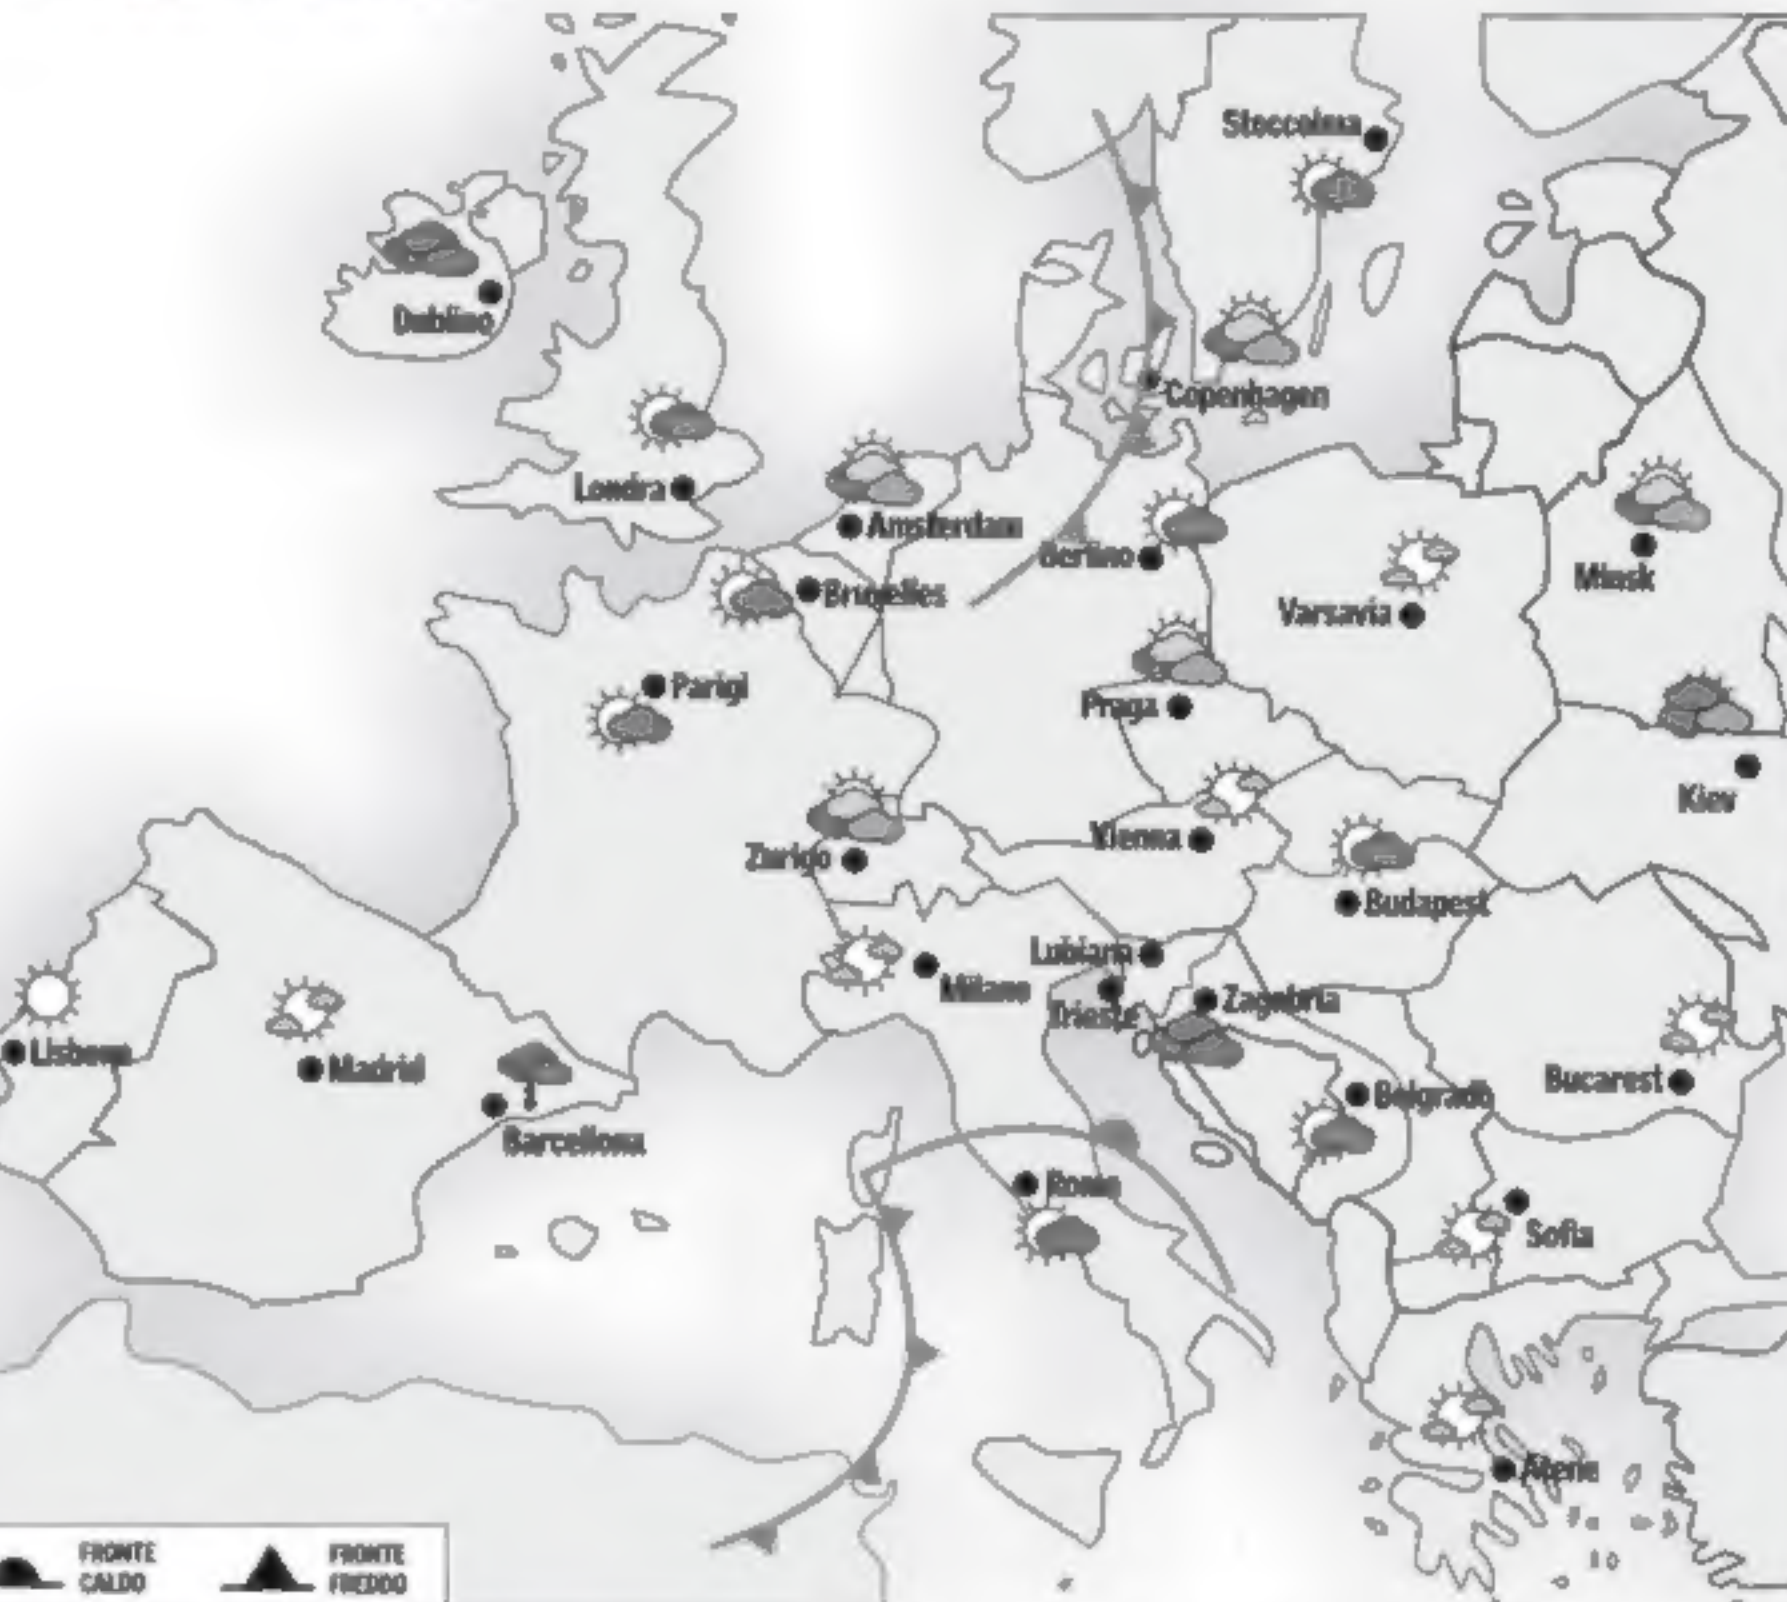 Stoccolma
Dublino
Copenhagen
Londra
Amsterdam
Berlino
Minsk
Bruxelles
Varsavia
Parigi
Praga
Kiev
Vienna
Zurigo
Budapest
Lubiana
Milano
Zagabria
Trieste
Lisbona
Madrid
Bucarest
Belgrado
Barcellona
Roma
Sofia
Atene
FRONTE
CALDO
FRONTE
FREDDO